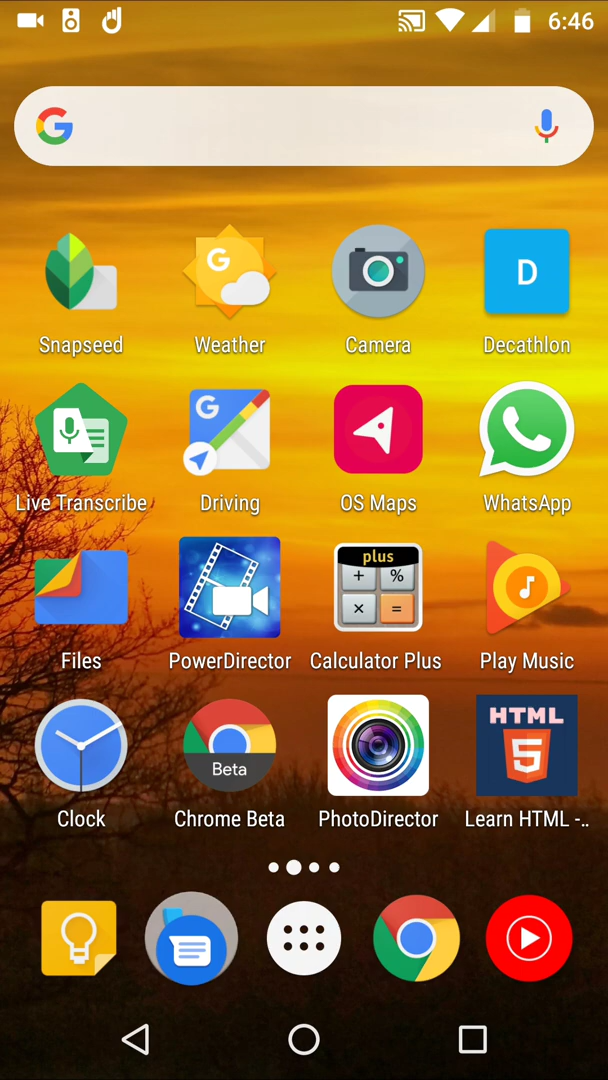 6:46
G
Snapseed
G
Weather
Camera
D
Decathlon
Live Transcribe
G
Driving
OS Maps
WhatsApp
Files
PowerDirector
plus
+ %
× =
Calculator Plus
Play Music
Clock
Beta
Chrome Beta
PhotoDirector
HTML
5
Learn HTML -..